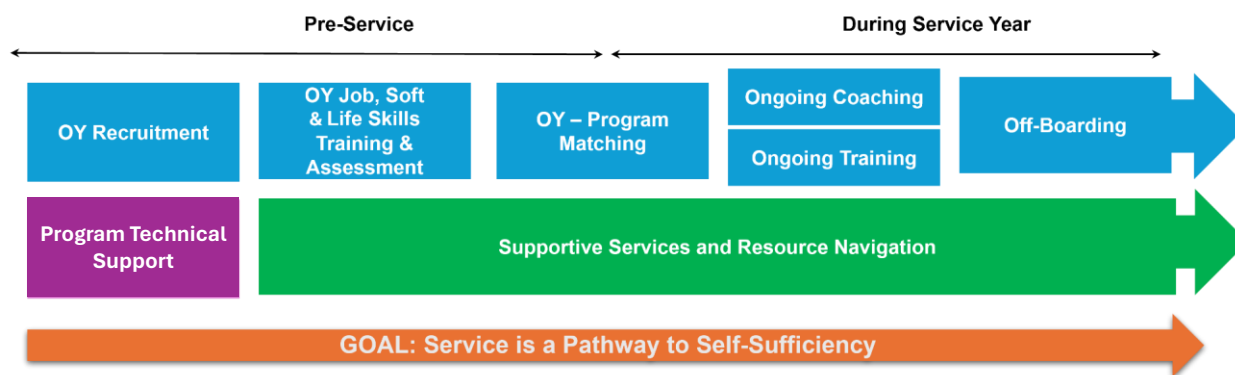 Pre-Service
During Service Year
OY Recruitment
OY Job, Soft
& Life Skills
Training &
Assessment
OY – Program
Matching
Ongoing Coaching
Ongoing Training
Off-Boarding
Program Technical
Support
Supportive Services and Resource Navigation
GOAL: Service is a Pathway to Self-Sufficiency